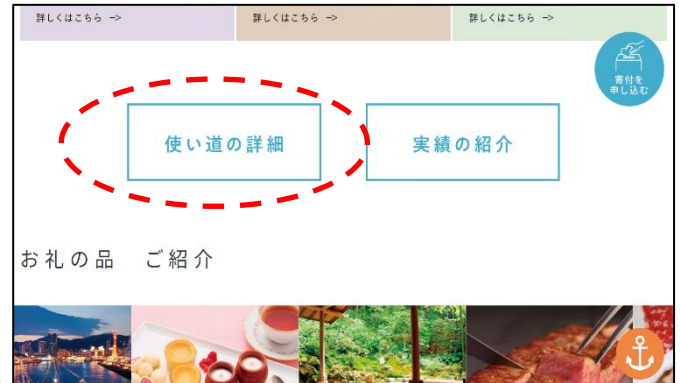 詳しくはこちら ->
詳しくはこちら ->
詳しくはこちら ->
寄付を
申し込む
使い道の詳細
実績の紹介
お礼の品 ご紹介